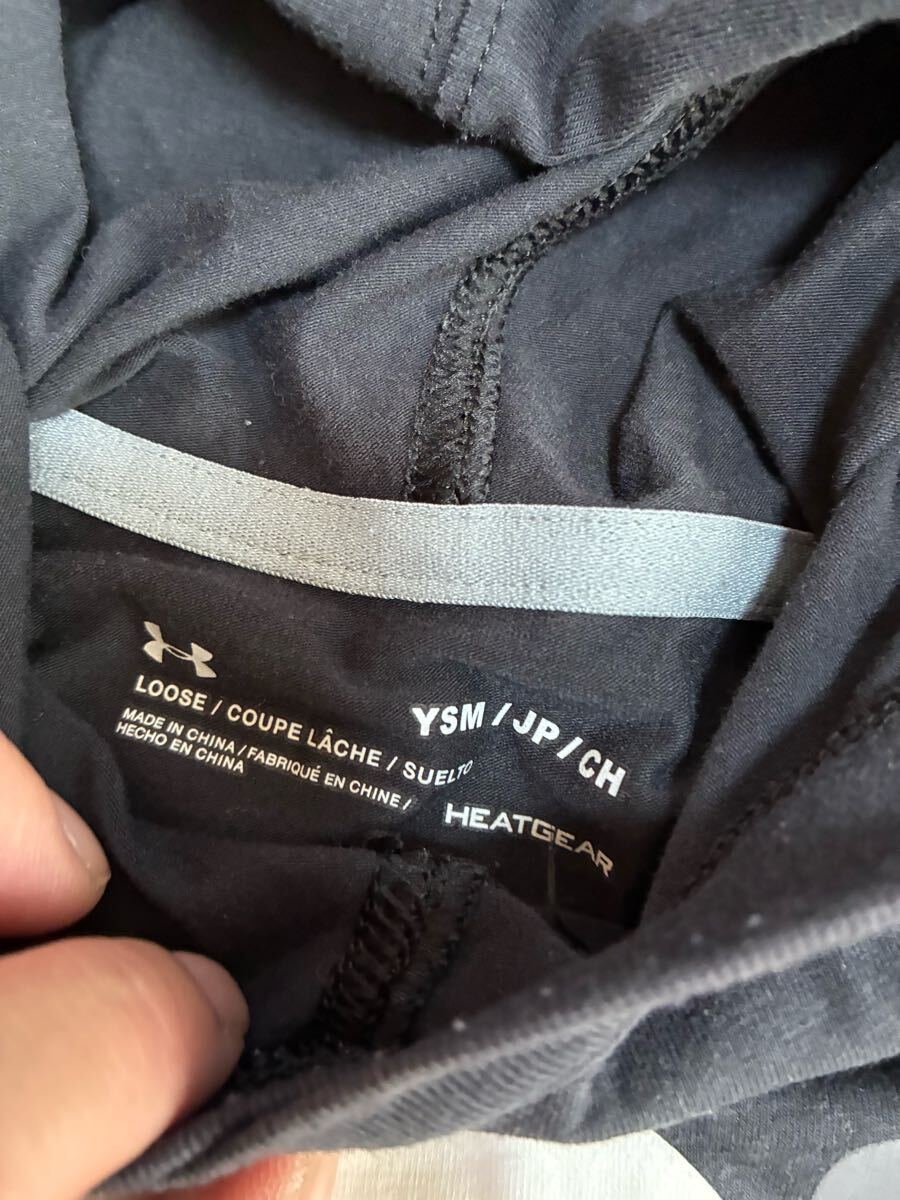 LOOSE / COUPE LÂCHE / SUELTO
MADE IN CHINA / FABRIQUÉ EN CHINE /
HECHO EN CHINA
YSM / JP / CH
HEATGEAR